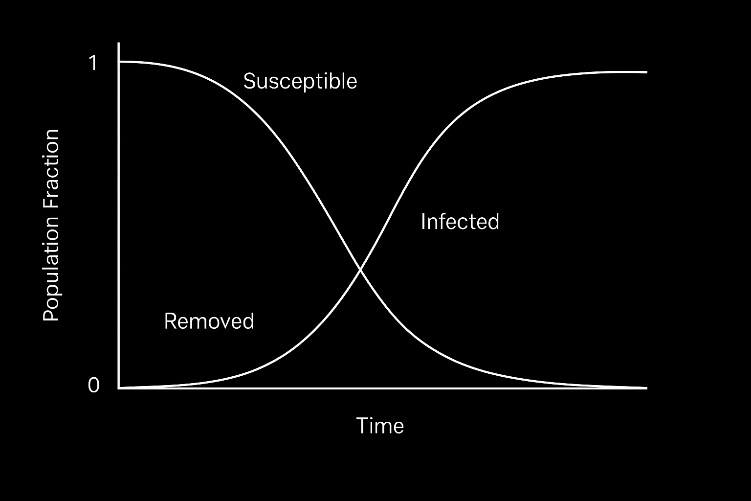 1
Susceptible
Population Fraction
Infected
Removed
0
Time